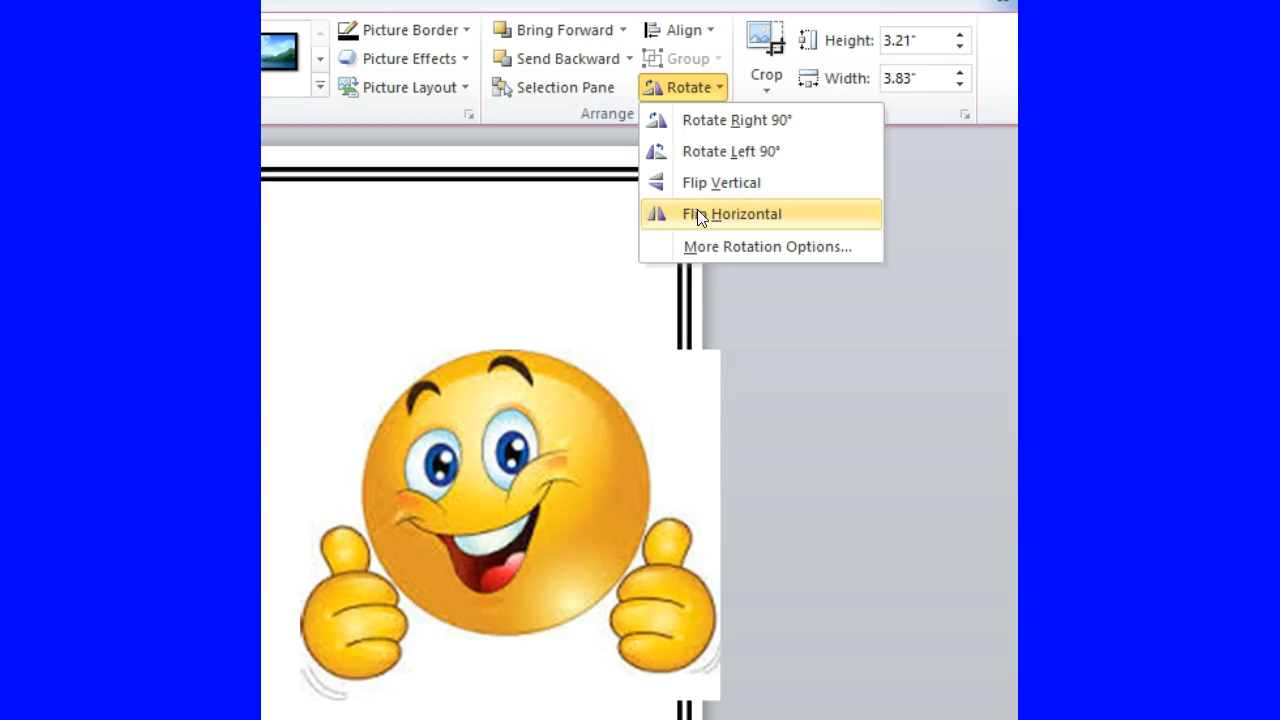 Picture Border
Picture Effects
Picture Layout
Bring Forward
Send Backward
Selection Pane
Align
Group
Rotate
Arrange
Crop
Height: 3.21"
Width: 3.83"
Rotate Right 90°
Rotate Left 90°
Flip Vertical
Flip Horizontal
More Rotation Options...